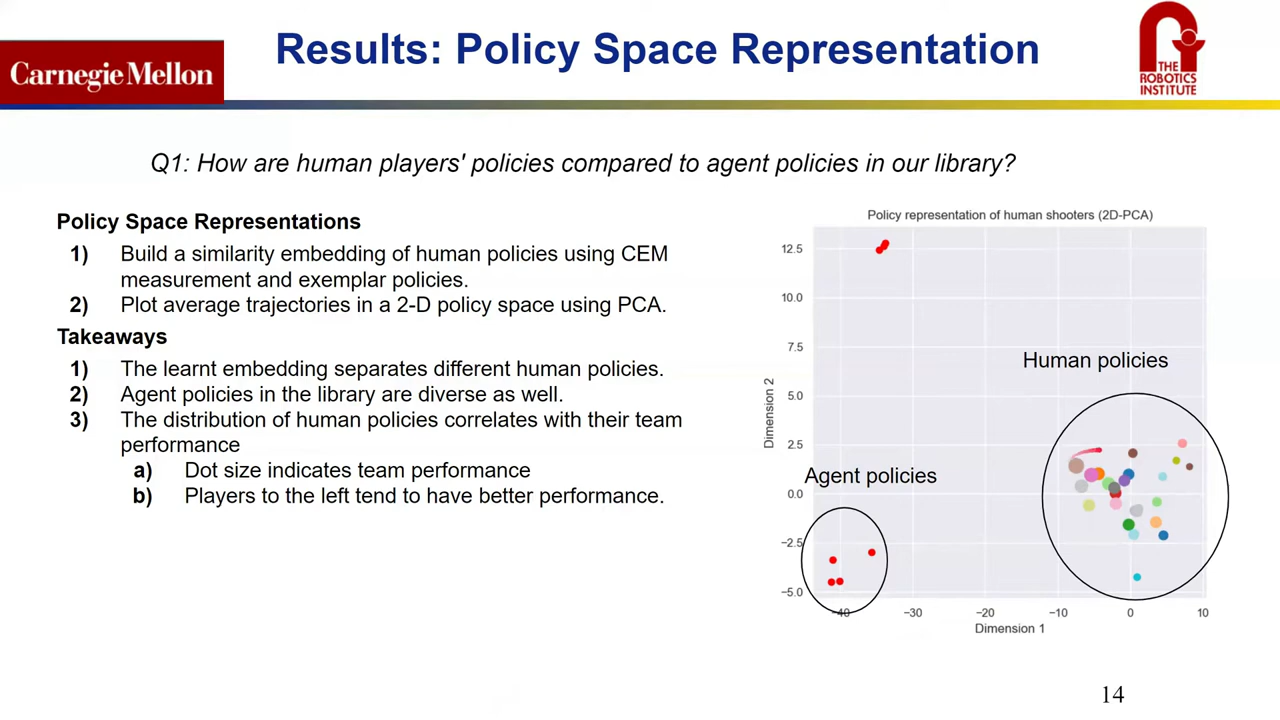 Results: Policy Space Representation
Carnegie Mellon
THE
ROBOTICS
INSTITUTE
Q1: How are human players' policies compared to agent policies in our library?
Policy Space Representations
1) Build a similarity embedding of human policies using CEM
measurement and exemplar policies.
2) Plot average trajectories in a 2-D policy space using PCA.
Takeaways
1) The learnt embedding separates different human policies.
2) Agent policies in the library are diverse as well.
3) The distribution of human policies correlates with their team
performance
a) Dot size indicates team performance
b) Players to the left tend to have better performance.
Policy representation of human shooters (2D-PCA)
12.5
10.0
7.5
5.0
2.5
0.0
−2.5
−5.0
Dimension 2
Human policies
Agent policies
−40 −30 −20 −10 0 10
Dimension 1
14